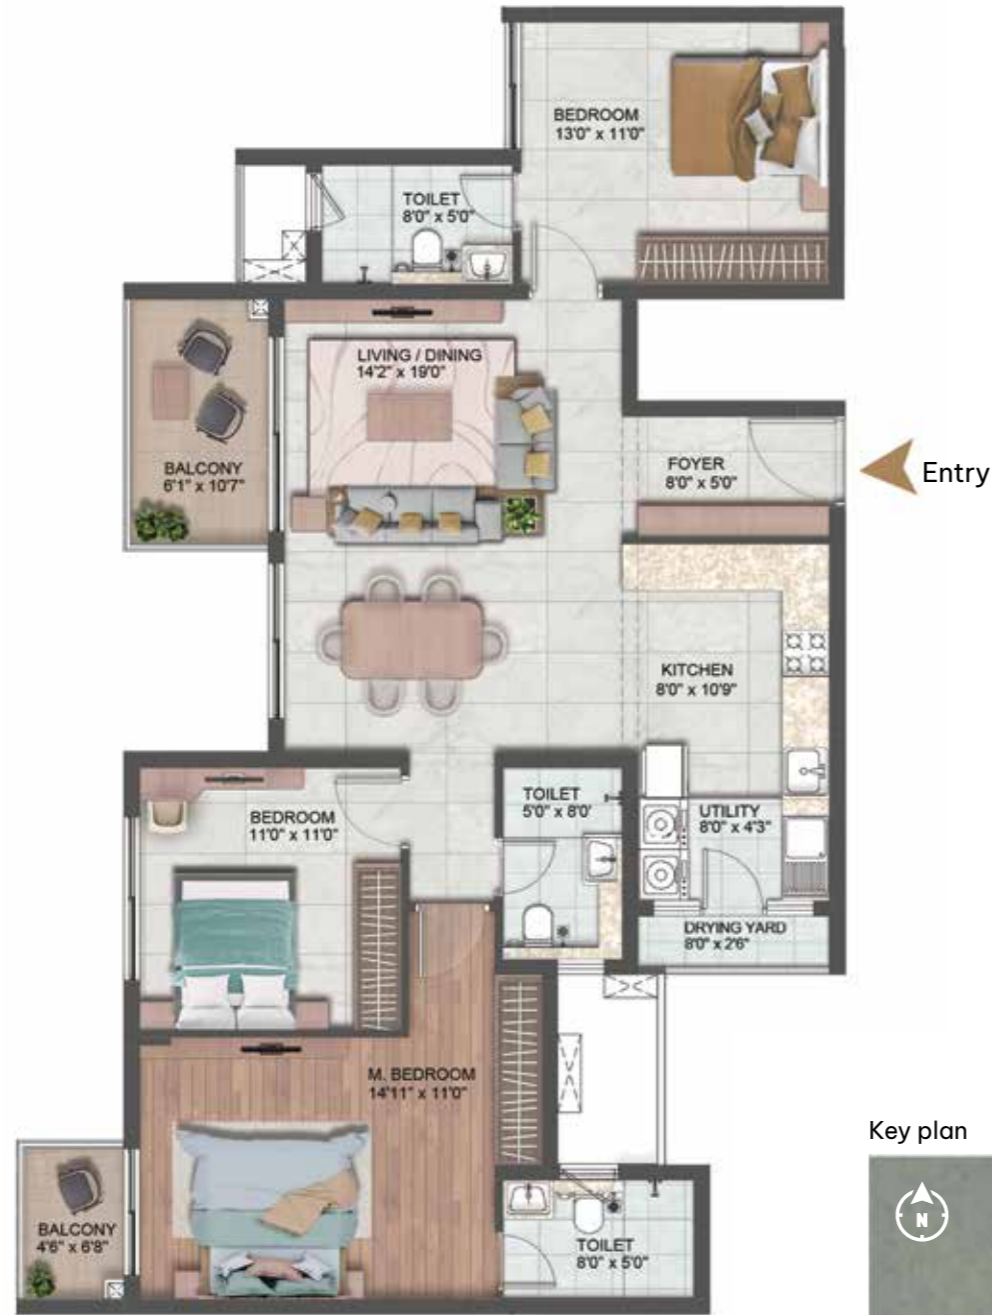 BEDROOM
13'0" x 11'0"
TOILET
8'0" x 5'0"
LIVING / DINING
14'2" x 19'0"
BALCONY
6'1" x 10'7"
FOYER
8'0" x 5'0"
Entry
KITCHEN
8'0" x 10'9"
BEDROOM
11'0" x 11'0"
TOILET
5'0" x 8'0'
UTILITY
8'0" x 4'3"
DRYING YARD
8'0" x 2'6"
M. BEDROOM
14'11" x 11'0"
Key plan
N
BALCONY
4'6" x 6'8"
TOILET
8'0" x 5'0"